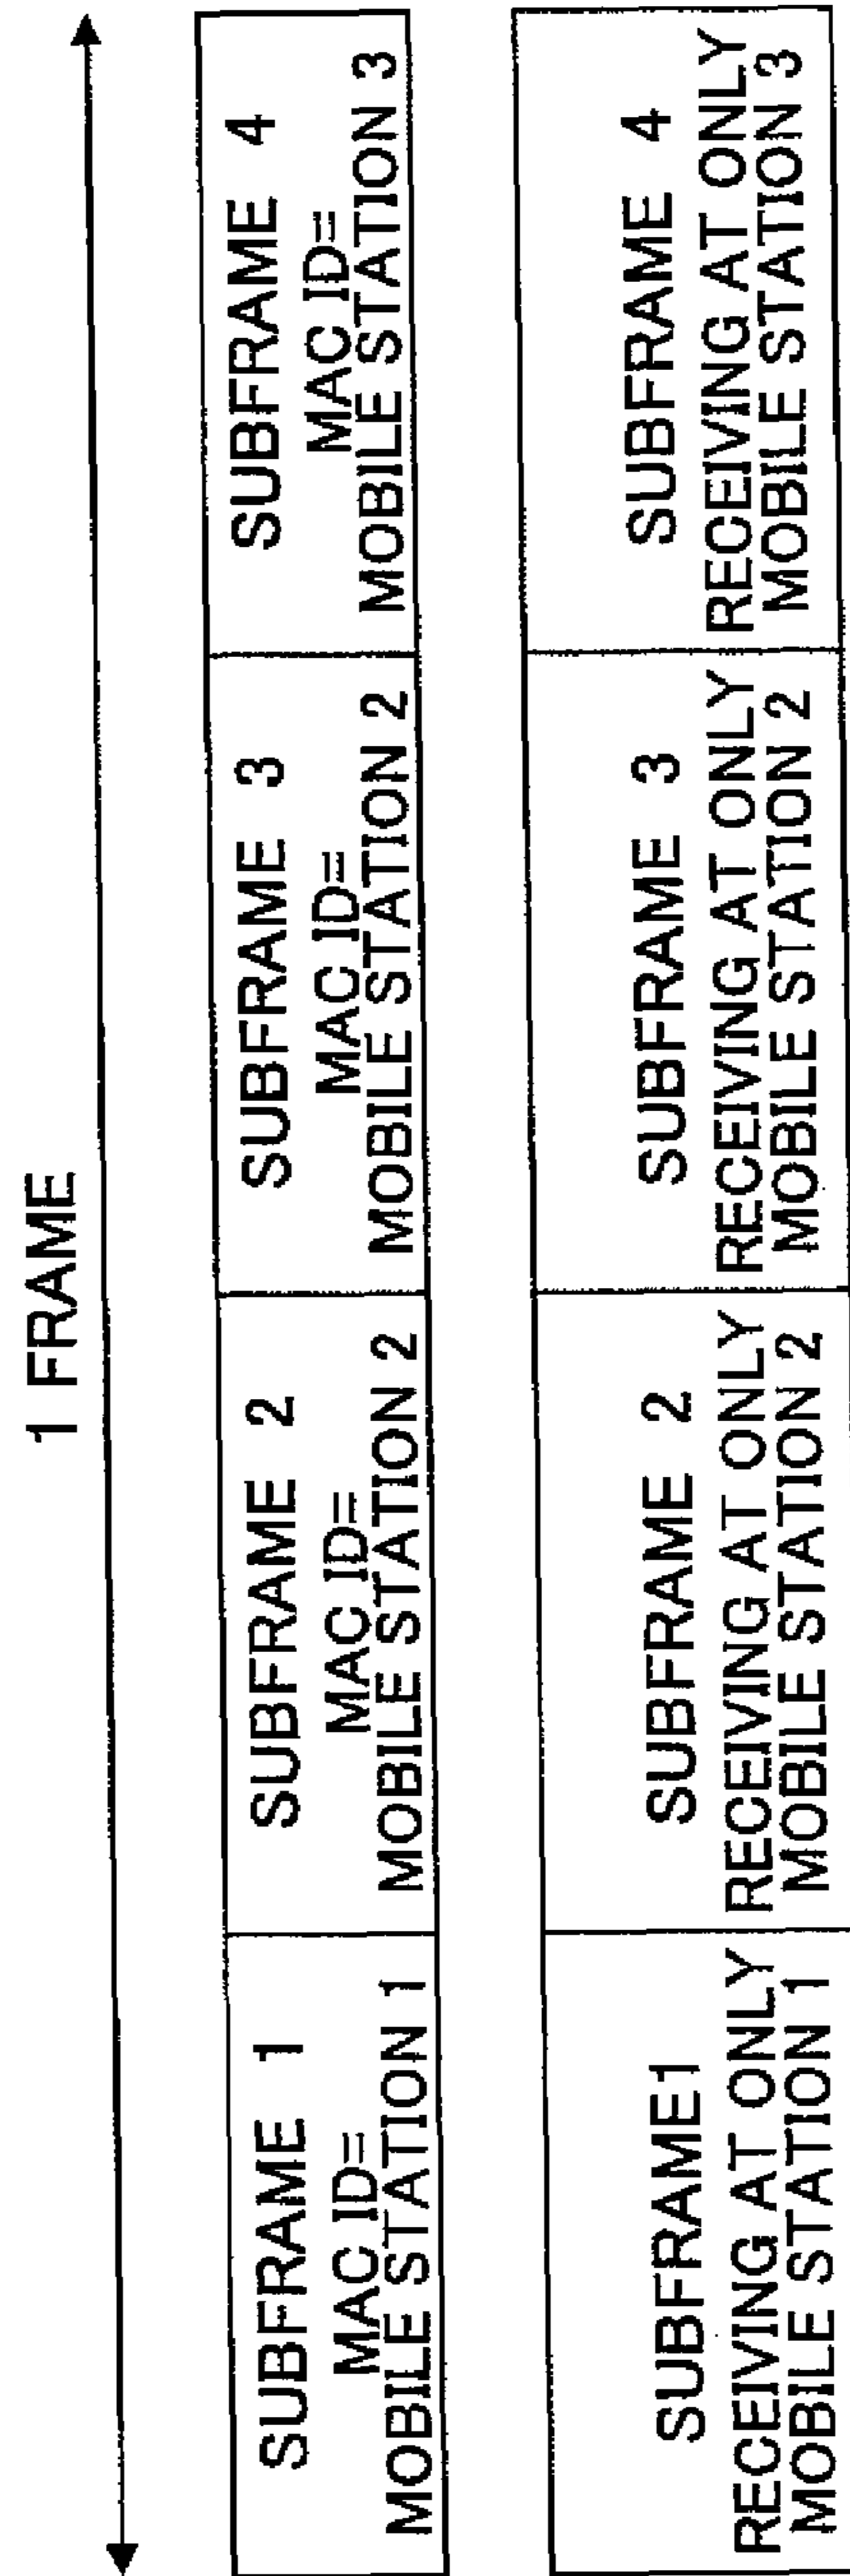 1 FRAME
SUBFRAME 1
MAC ID=
MOBILE STATION 1
SUBFRAME 2
MAC ID=
MOBILE STATION 2
SUBFRAME 3
MAC ID=
MOBILE STATION 2
SUBFRAME 4
MAC ID=
MOBILE STATION 3
SUBFRAME1
RECEIVING AT ONLY
MOBILE STATION 1
SUBFRAME 2
RECEIVING AT ONLY
MOBILE STATION 2
SUBFRAME 3
RECEIVING AT ONLY
MOBILE STATION 2
SUBFRAME 4
RECEIVING AT ONLY
MOBILE STATION 3